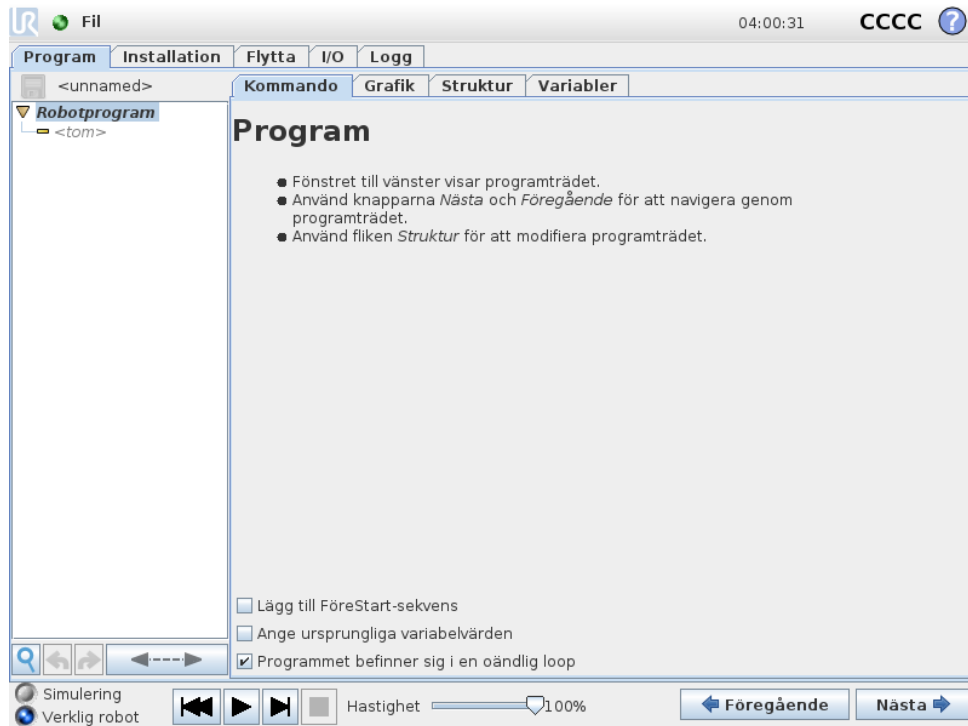 UR Fil 04:00:31 CCCC ?
Program Installation Flytta I/O Logg
<unnamed> Kommando Grafik Struktur Variabler
Robotprogram
<tom>
Program
Fönstret till vänster visar programträdet.
Använd knapparna Nästa och Föregående för att navigera genom
programträdet.
Använd fliken Struktur för att modifiera programträdet.
Lägg till FöreStart-sekvens
Ange ursprungliga variabelvärden
Programmet befinner sig i en oändlig loop
Simulering
Verklig robot
Hastighet 100%
Föregående Nästa